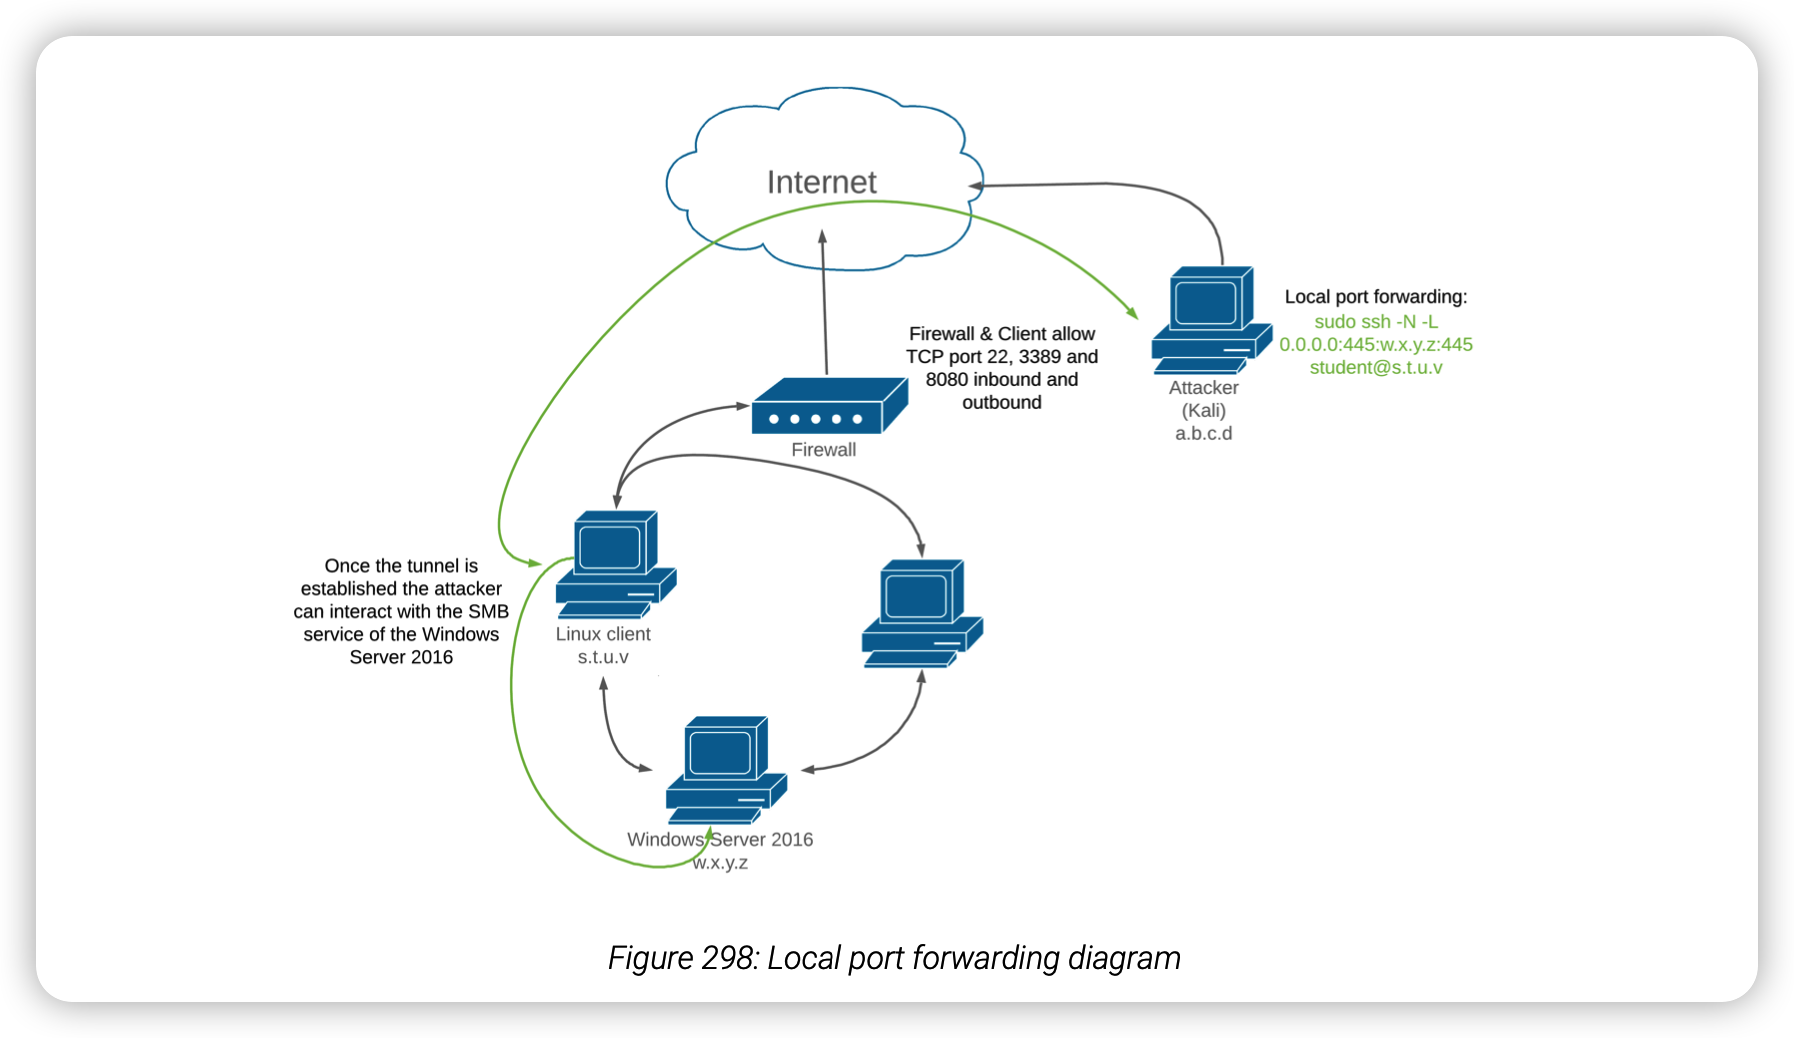 Internet
Local port forwarding:
sudo ssh -N -L
0.0.0.0:445:w.x.y.z:445
student@s.t.u.v
Firewall & Client allow
TCP port 22, 3389 and
8080 inbound and
outbound
Attacker
(Kali)
a.b.c.d
Firewall
Once the tunnel is
established the attacker
can interact with the SMB
service of the Windows
Server 2016
Linux client
s.t.u.v
Windows Server 2016
w.x.y.z
Figure 298: Local port forwarding diagram